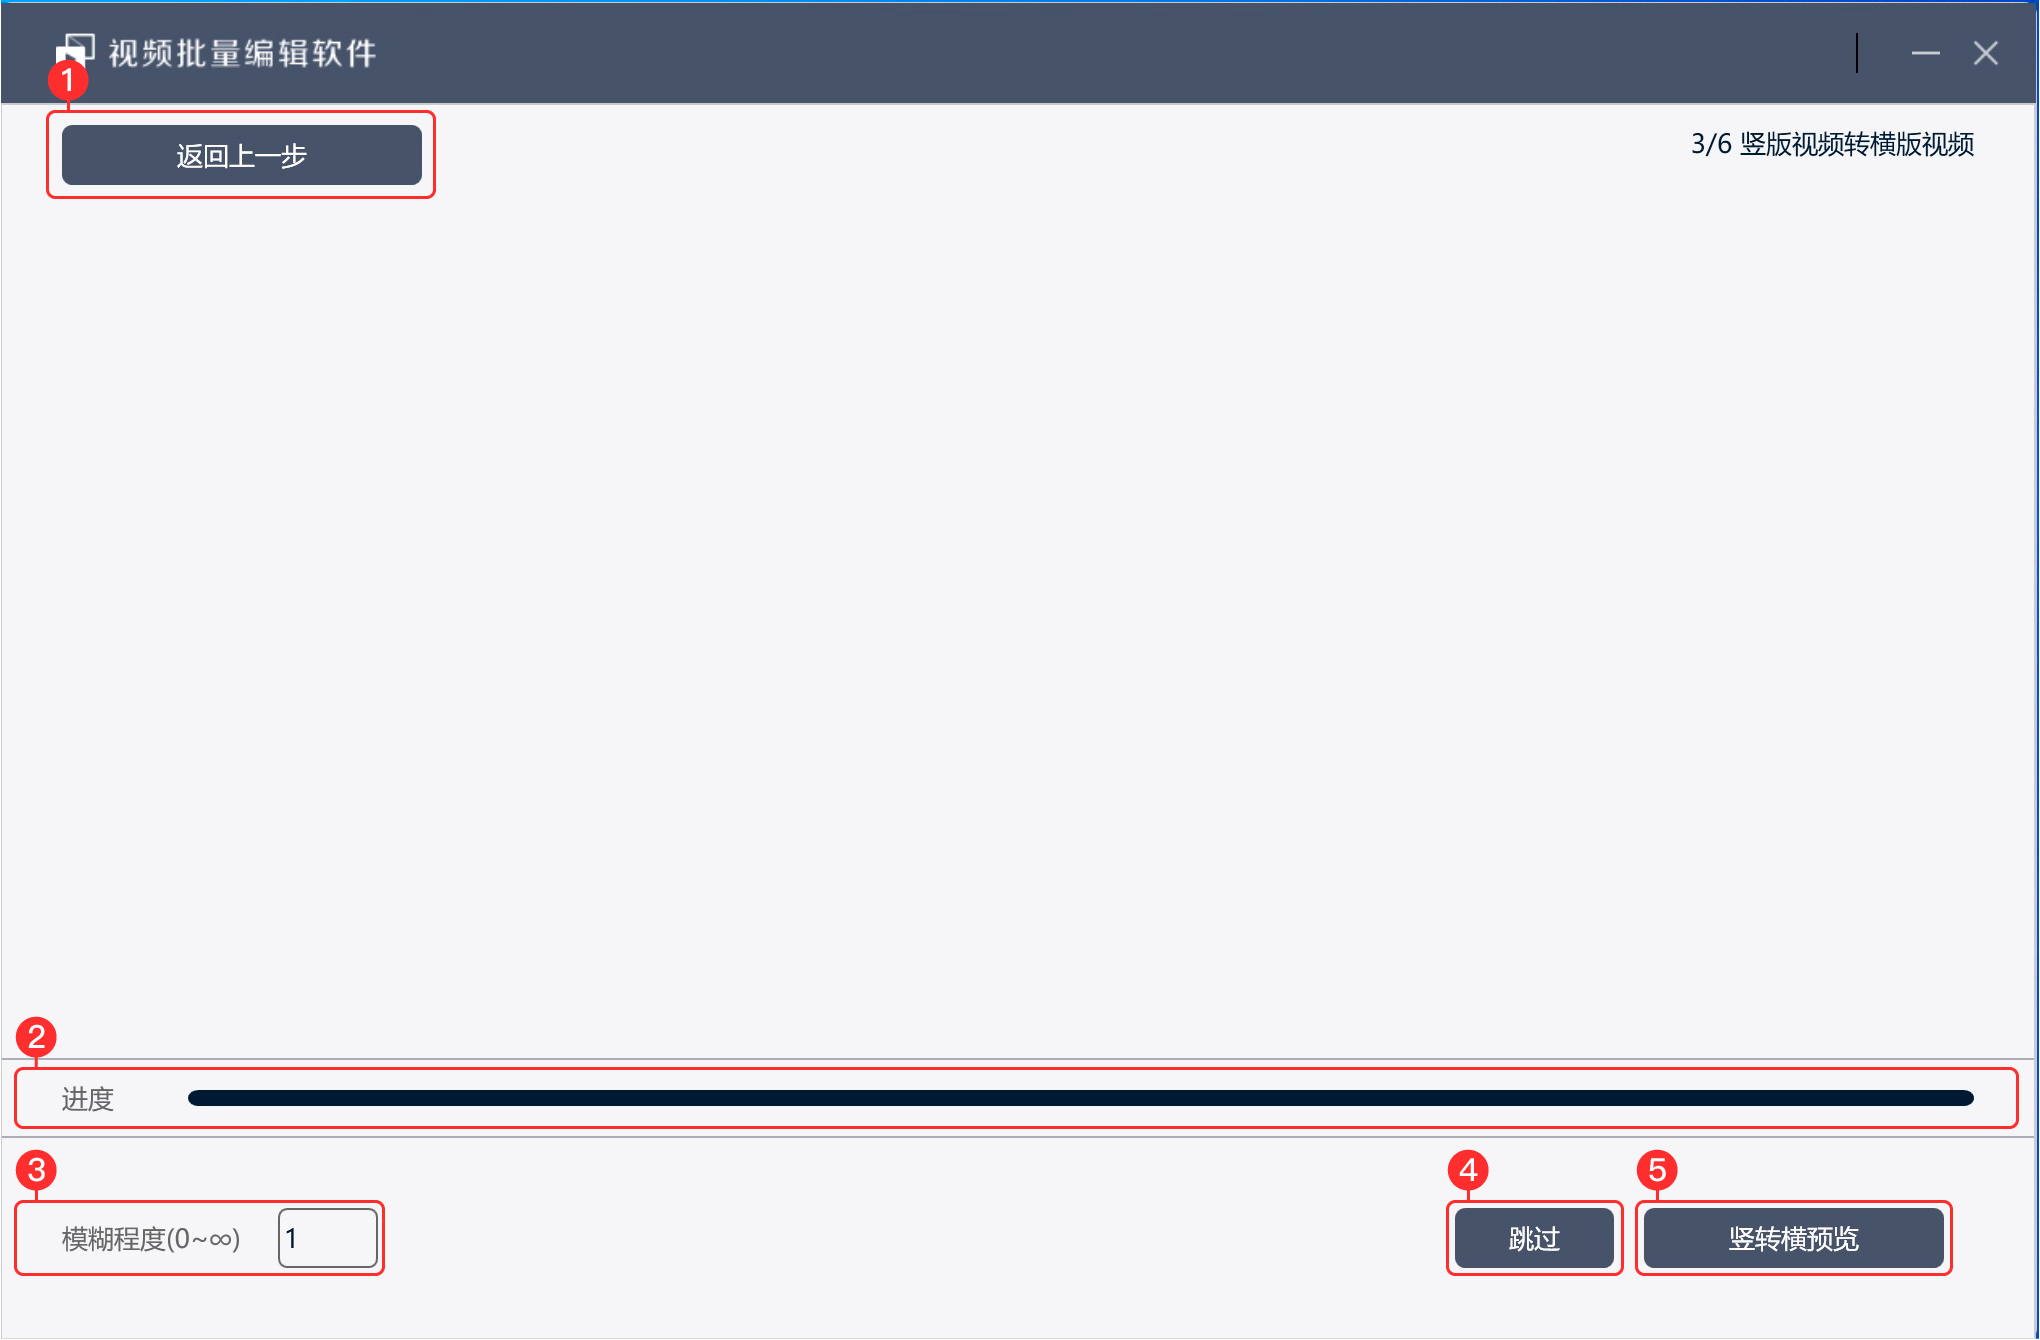 视频批量编辑软件
1
返回上一步
3/6 竖版视频转横版视频
2
进度
3
4
5
模糊程度(0~∞)
1
跳过
竖转横预览